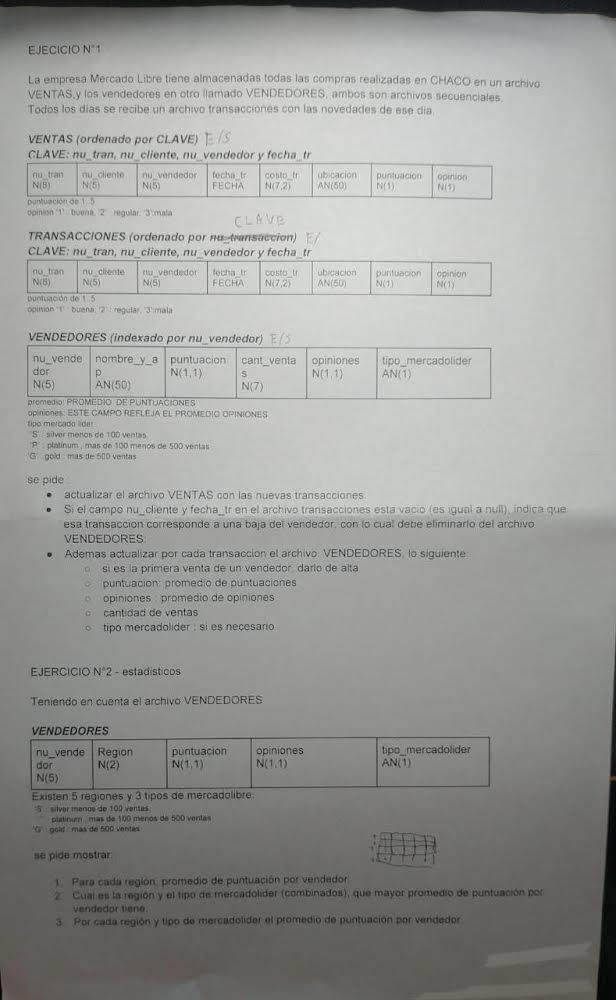 EJECICIO N°1
La empresa Mercado Libre tiene almacenadas todas las compras realizadas en CHACO en un archivo
VENTAS,y los vendedores en otro llamado VENDEDORES, ambos son archivos secuenciales.
Todos los dias se recibe un archivo transacciones con las novedades de ese dia.
VENTAS (ordenado por CLAVE) E/S
CLAVE: nu_tran, nu_cliente, nu_vendedor y fecha_tr
nu_tran nu_cliente nu_vendedor fecha_tr costo_tr ubicacion puntuacion opinion
N(5) N(5) N(5) FECHA N(7,2) AN(50) N(1) N(1)
puntuación de 1..5
opinion '1' : buena, '2' : regular, '3':mala
CLAVE
TRANSACCIONES (ordenado por nu_transaccion) E/
CLAVE: nu_tran, nu_cliente, nu_vendedor y fecha_tr
nu_tran nu_cliente nu_vendedor fecha_tr costo_tr ubicacion puntuacion opinion
N(5) N(5) N(5) FECHA N(7,2) AN(50) N(1) N(1)
puntuación de 1..5
opinion '1' : buena, '2' : regular, '3':mala
VENDEDORES (indexado por nu_vendedor) E/S
nu_vende nombre_y_a puntuacion cant_venta opiniones tipo_mercadolider
dor p N(1,1) s N(1,1) AN(1)
N(5) AN(50) N(7)
promedio: PROMEDIO DE PUNTUACIONES
opiniones: ESTE CAMPO REFLEJA EL PROMEDIO OPINIONES
tipo mercado lider
'S' : silver menos de 100 ventas
'P' : platinum , mas de 100 menos de 500 ventas
'G' : gold : mas de 500 ventas
se pide :
● actualizar el archivo VENTAS con las nuevas transacciones.
● Si el campo nu_cliente y fecha_tr en el archivo transacciones esta vacio (es igual a null), indica que
esa transaccion corresponde a una baja del vendedor, con lo cual debe eliminarlo del archivo
VENDEDORES.
● Ademas actualizar por cada transaccion el archivo VENDEDORES, lo siguiente:
○ si es la primera venta de un vendedor, darlo de alta
○ puntuacion: promedio de puntuaciones
○ opiniones : promedio de opiniones
○ cantidad de ventas
○ tipo mercadolider : si es necesario
EJERCICIO N°2 - estadisticos
Teniendo en cuenta el archivo VENDEDORES
VENDEDORES
nu_vende Region puntuacion opiniones tipo_mercadolider
dor N(2) N(1,1) N(1,1) AN(1)
N(5)
Existen 5 regiones y 3 tipos de mercadolibre:
'S' : silver menos de 100 ventas
platinum , mas de 100 menos de 500 ventas
'G' : gold : mas de 500 ventas
se pide mostrar:
1. Para cada región, promedio de puntuación por vendedor.
2. Cual es la región y el tipo de mercadolider (combinados), que mayor promedio de puntuación por
vendedor tiene.
3. Por cada región y tipo de mercadolider el promedio de puntuación por vendedor.